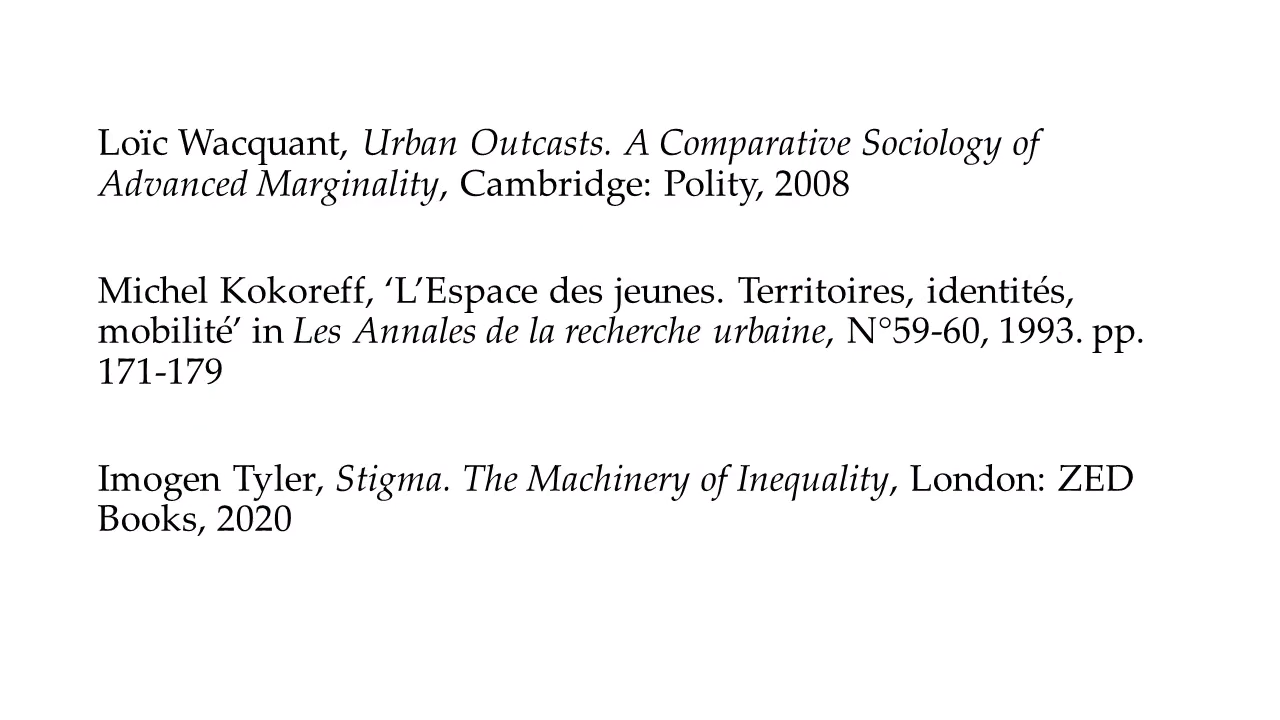 Loïc Wacquant, Urban Outcasts. A Comparative Sociology of
Advanced Marginality, Cambridge: Polity, 2008
Michel Kokoreff, ‘L’Espace des jeunes. Territoires, identités,
mobilité’ in Les Annales de la recherche urbaine, N°59-60, 1993. pp.
171-179
Imogen Tyler, Stigma. The Machinery of Inequality, London: ZED
Books, 2020